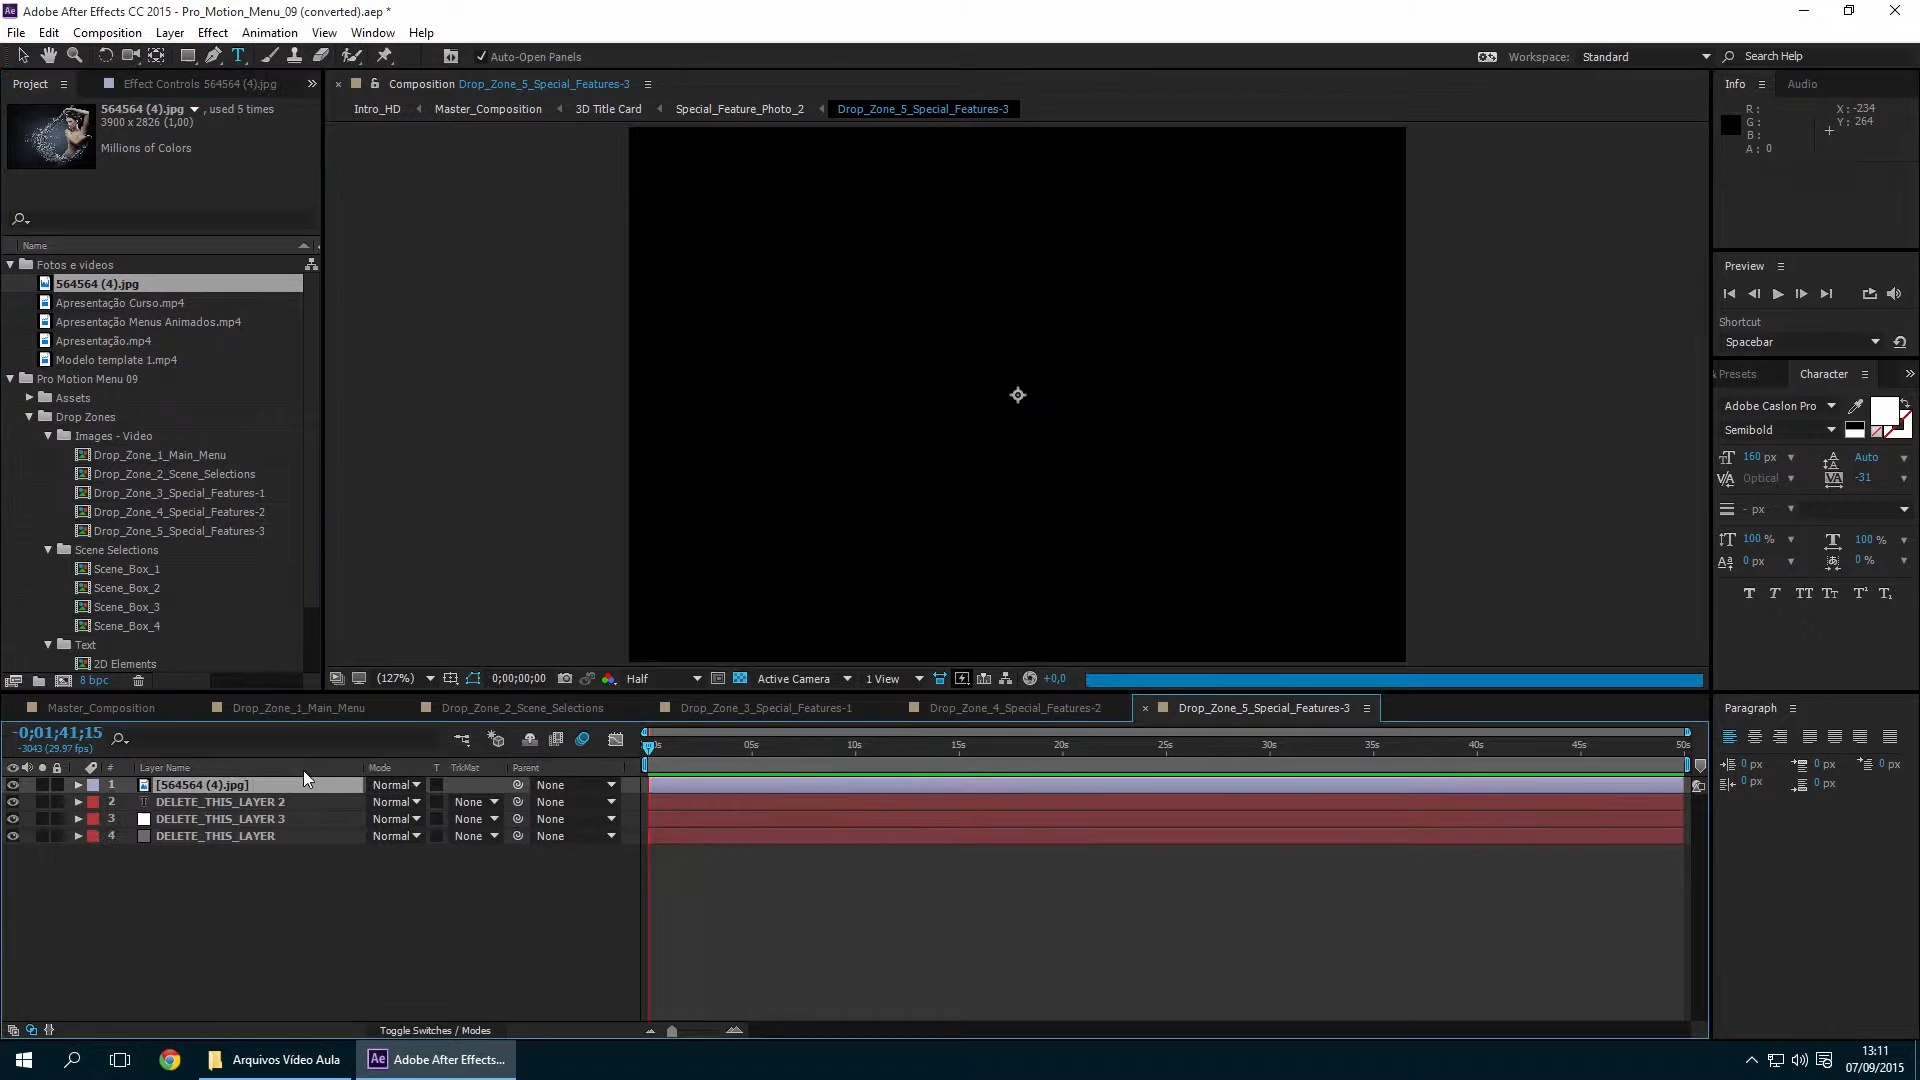 Adobe After Effects CC 2015 - Pro_Motion_Menu_09 (converted).aep *
File Edit Composition Layer Effect Animation View Window Help
Auto-Open Panels
Workspace: Standard
Search Help
Project
Effect Controls 564564 (4).jpg
Composition Drop_Zone_5_Special_Features-3
Info Audio
564564 (4).jpg , used 5 times
3900 x 2826 (1,00)
Millions of Colors
Intro_HD Master_Composition 3D Title Card Special_Feature_Photo_2 Drop_Zone_5_Special_Features-3
R :
G :
B :
A : 0
X : -234
Y : 264
Name
Fotos e videos
564564 (4).jpg
Apresentação Curso.mp4
Apresentação Menus Animados.mp4
Apresentação.mp4
Modelo template 1.mp4
Pro Motion Menu 09
Assets
Drop Zones
Images - Video
Drop_Zone_1_Main_Menu
Drop_Zone_2_Scene_Selections
Drop_Zone_3_Special_Features-1
Drop_Zone_4_Special_Features-2
Drop_Zone_5_Special_Features-3
Scene Selections
Scene_Box_1
Scene_Box_2
Scene_Box_3
Scene_Box_4
Text
2D Elements
8 bpc
Preview
Shortcut
Spacebar
Presets Character
Adobe Caslon Pro
Semibold
160 px Auto
Optical -31
- px
100 % 100 %
0 px 0 %
T T TT Tt T¹ T₁
(127%) 0;00;00;00 Half Active Camera 1 View +0,0
Master_Composition Drop_Zone_1_Main_Menu Drop_Zone_2_Scene_Selections Drop_Zone_3_Special_Features-1 Drop_Zone_4_Special_Features-2 Drop_Zone_5_Special_Features-3
Paragraph
-0;01;41;15
-3043 (29.97 fps)
05s 10s 15s 20s 25s 30s 35s 40s 45s 50s
# Layer Name Mode T TrkMat Parent
1 [564564 (4).jpg] Normal None
2 DELETE_THIS_LAYER 2 Normal None None
3 DELETE_THIS_LAYER 3 Normal None None
4 DELETE_THIS_LAYER Normal None None
0 px 0 px 0 px
0 px 0 px
Toggle Switches / Modes
Arquivos Vídeo Aula
Adobe After Effects...
13:11
07/09/2015